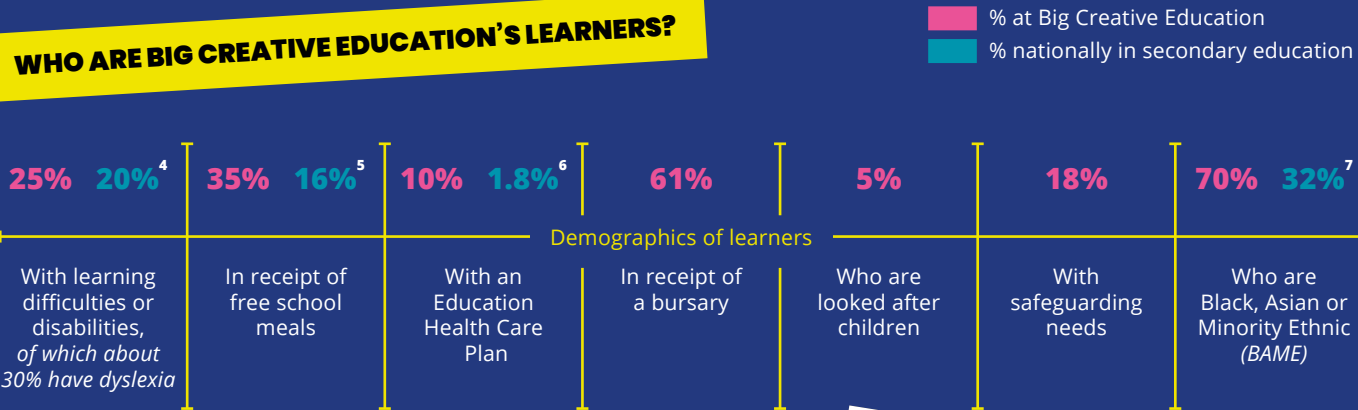 WHO ARE BIG CREATIVE EDUCATION'S LEARNERS?
% at Big Creative Education
% nationally in secondary education
25% 20%⁴
35% 16%⁵
10% 1.8%⁶
61%
5%
18%
70% 32%⁷
Demographics of learners
With learning
difficulties or
disabilities,
of which about
30% have dyslexia
In receipt of
free school
meals
With an
Education
Health Care
Plan
In receipt of
a bursary
Who are
looked after
children
With
safeguarding
needs
Who are
Black, Asian or
Minority Ethnic
(BAME)